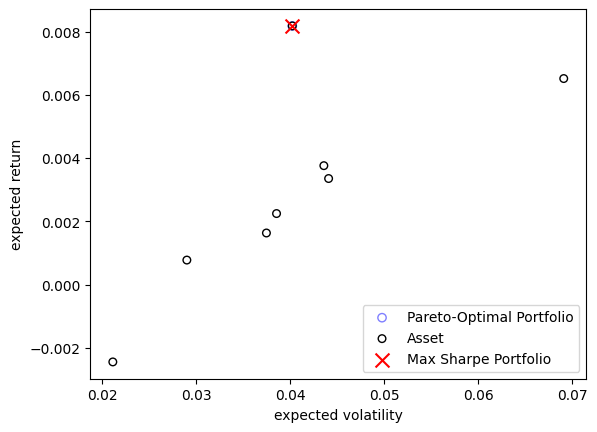 0.008
0.006
0.004
0.002
0.000
−0.002
expected return
0.02 0.03 0.04 0.05 0.06 0.07
expected volatility
Pareto-Optimal Portfolio
Asset
Max Sharpe Portfolio